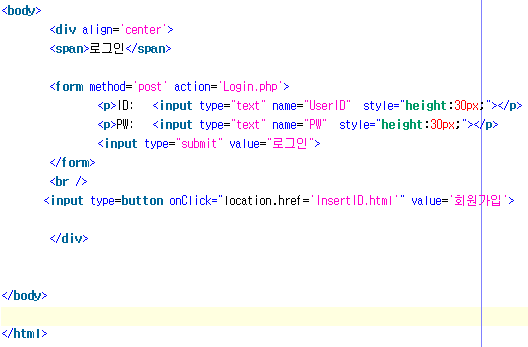 <body>
<div align='center'>
<span>로그인</span>
<form method='post' action='Login.php'>
<p>ID: <input type="text" name="UserID" style="height:30px;"></p>
<p>PW: <input type="text" name="PW" style="height:30px;"></p>
<input type="submit" value="로그인">
</form>
<br />
<input type=button onClick="location.href='InsertID.html'" value='회원가입'>
</div>
</body>
</html>